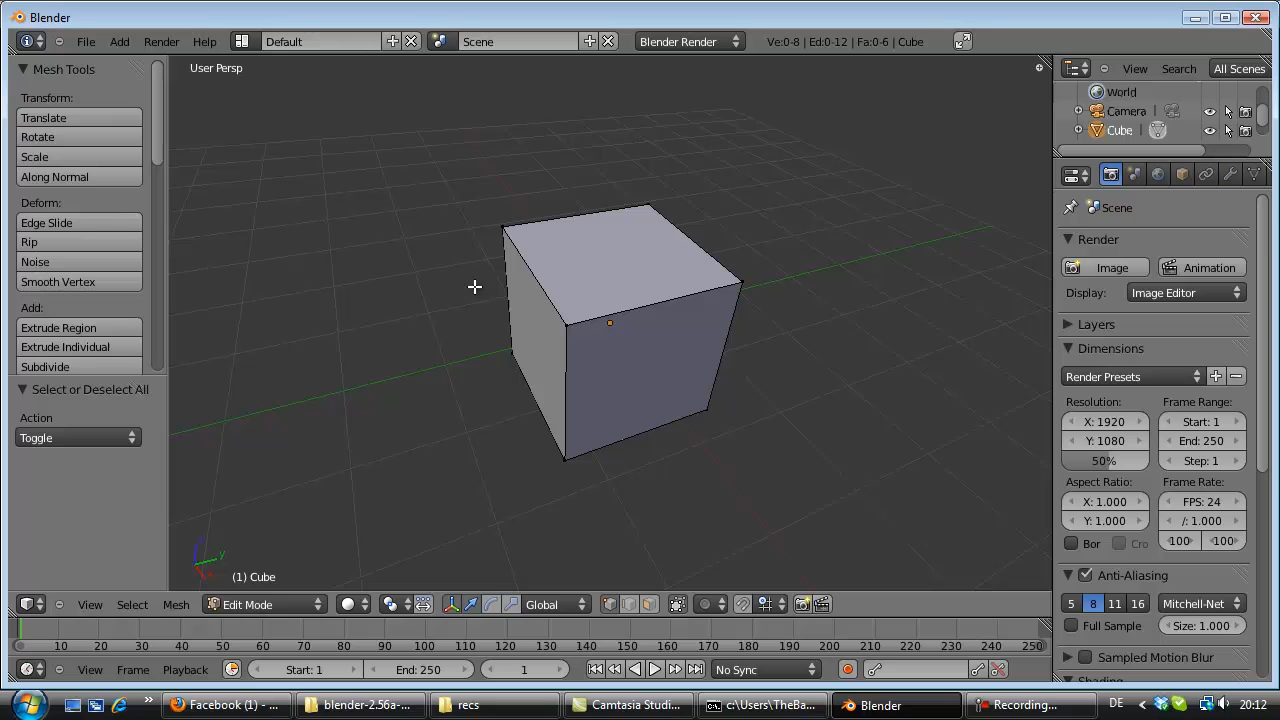 Blender
File Add Render Help Default Scene Blender Render Ve:0-8 | Ed:0-12 | Fa:0-6 | Cube
Mesh Tools
Transform:
Translate
Rotate
Scale
Along Normal
Deform:
Edge Slide
Rip
Noise
Smooth Vertex
Add:
Extrude Region
Extrude Individual
Subdivide
Select or Deselect All
Action
Toggle
User Persp
(1) Cube
View Search All Scenes
World
Camera
Cube
Scene
Render
Image Animation
Display: Image Editor
Layers
Dimensions
Render Presets
Resolution: Frame Range:
X: 1920 Start: 1
Y: 1080 End: 250
50% Step: 1
Aspect Ratio: Frame Rate:
X: 1.000 FPS: 24
Y: 1.000 /: 1.000
Bor Cro 100 100
Anti-Aliasing
5 8 11 16 Mitchell-Net
Full Sample Size: 1.000
Sampled Motion Blur
Shading
View Select Mesh Edit Mode Global
10 20 30 40 50 60 70 80 90 100 110 120 130 140 150 160 170 180 190 200 210 220 230 240 250
View Frame Playback Start: 1 End: 250 1 No Sync
Facebook (1) - ... blender-2.56a-... recs Camtasia Studi... c:\Users\TheBa... Blender Recording... DE 20:12